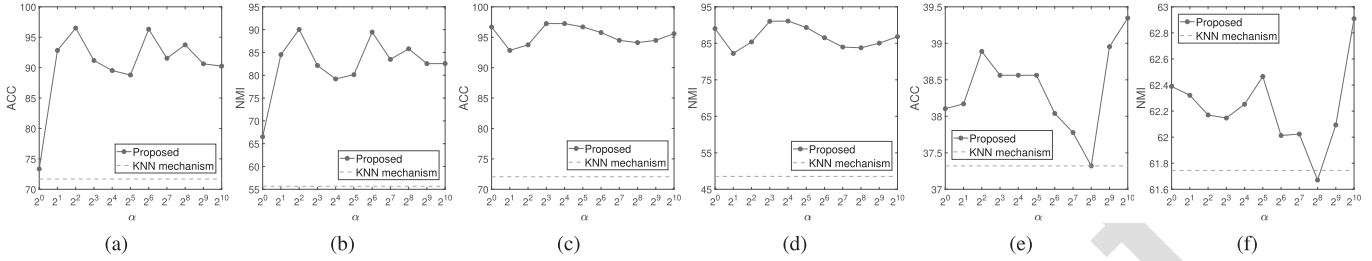 100
95
90
85
80
75
70
ACC
2^0 2^1 2^2 2^3 2^4 2^5 2^6 2^7 2^8 2^9 2^10
α
Proposed
KNN mechanism
(a)
95
90
85
80
75
70
65
60
55
NMI
2^0 2^1 2^2 2^3 2^4 2^5 2^6 2^7 2^8 2^9 2^10
α
Proposed
KNN mechanism
(b)
100
95
90
85
80
75
70
ACC
2^0 2^1 2^2 2^3 2^4 2^5 2^6 2^7 2^8 2^9 2^10
α
Proposed
KNN mechanism
(c)
95
85
75
65
55
45
NMI
2^0 2^1 2^2 2^3 2^4 2^5 2^6 2^7 2^8 2^9 2^10
α
Proposed
KNN mechanism
(d)
39.5
39
38.5
38
37.5
37
ACC
2^0 2^1 2^2 2^3 2^4 2^5 2^6 2^7 2^8 2^9 2^10
α
Proposed
KNN mechanism
(e)
63
62.8
62.6
62.4
62.2
62
61.8
61.6
NMI
2^0 2^1 2^2 2^3 2^4 2^5 2^6 2^7 2^8 2^9 2^10
α
Proposed
KNN mechanism
(f)